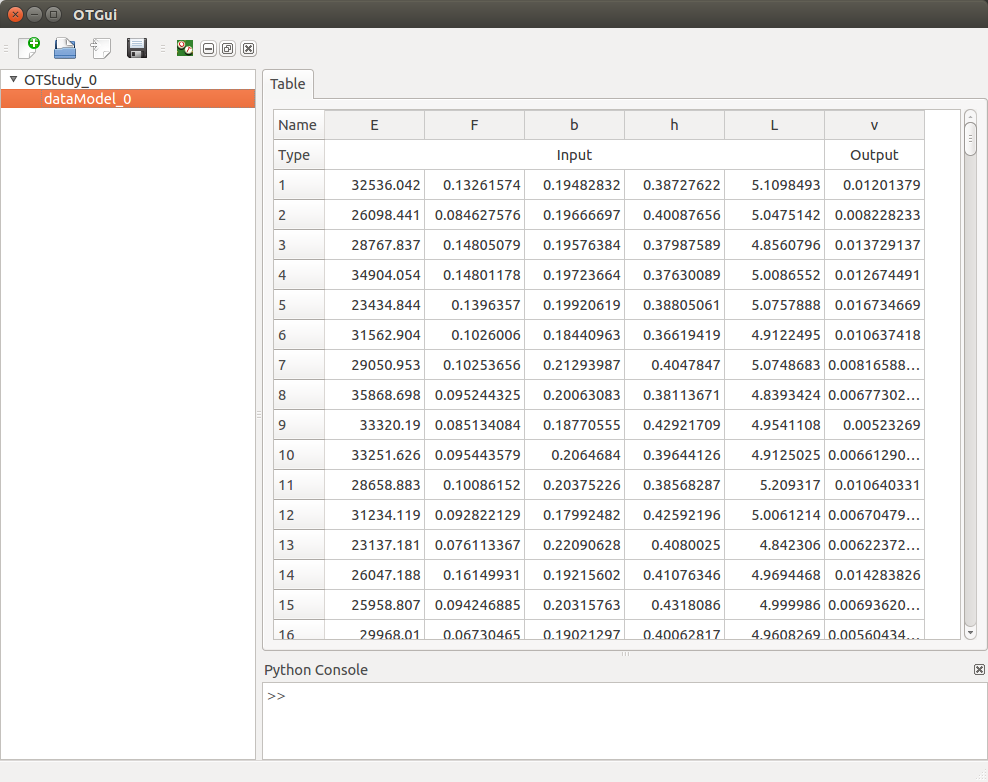 OTGui
OTStudy_0
dataModel_0
Table
Name E F b h L v
Type Input Output
1 32536.042 0.13261574 0.19482832 0.38727622 5.1098493 0.01201379
2 26098.441 0.084627576 0.19666697 0.40087656 5.0475142 0.008228233
3 28767.837 0.14805079 0.19576384 0.37987589 4.8560796 0.013729137
4 34904.054 0.14801178 0.19723664 0.37630089 5.0086552 0.012674491
5 23434.844 0.1396357 0.19920619 0.38805061 5.0757888 0.016734669
6 31562.904 0.1026006 0.18440963 0.36619419 4.9122495 0.010637418
7 29050.953 0.10253656 0.21293987 0.4047847 5.0748683 0.00816588...
8 35868.698 0.095244325 0.20063083 0.38113671 4.8393424 0.00677302...
9 33320.19 0.085134084 0.18770555 0.42921709 4.9541108 0.00523269
10 33251.626 0.095443579 0.2064684 0.39644126 4.9125025 0.00661290...
11 28658.883 0.10086152 0.20375226 0.38568287 5.209317 0.010640331
12 31234.119 0.092822129 0.17992482 0.42592196 5.0061214 0.00670479...
13 23137.181 0.076113367 0.22090628 0.4080025 4.842306 0.00622372...
14 26047.188 0.16149931 0.19215602 0.41076346 4.9694468 0.014283826
15 25958.807 0.094246885 0.20315763 0.4318086 4.999986 0.00693620...
16 29968.01 0.06730465 0.19021297 0.40062817 4.9608269 0.00560434...
Python Console
>>